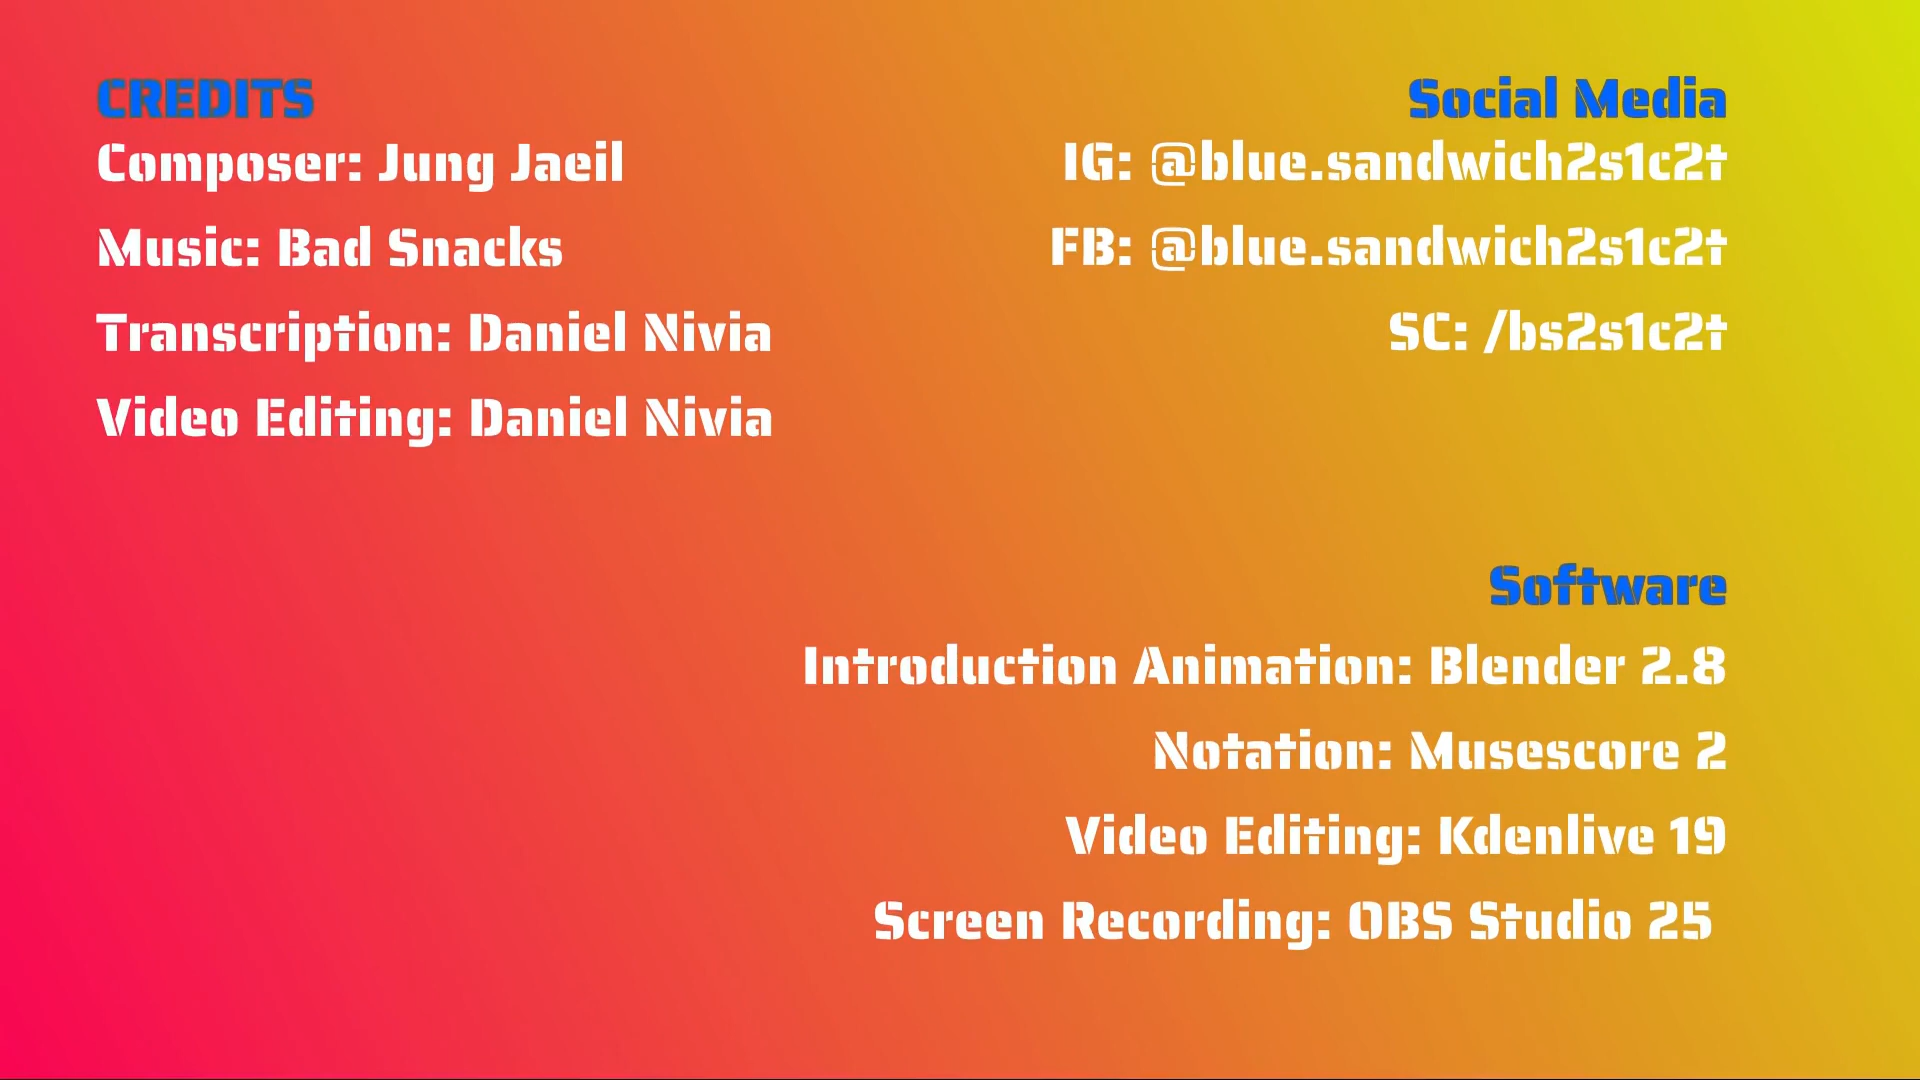 CREDITS
Composer: Jung Jaeil
Music: Bad Snacks
Transcription: Daniel Nivia
Video Editing: Daniel Nivia
Social Media
IG: @blue.sandwich2s1c2t
FB: @blue.sandwich2s1c2t
SC: /bs2s1c2t
Software
Introduction Animation: Blender 2.8
Notation: Musescore 2
Video Editing: Kdenlive 19
Screen Recording: OBS Studio 25